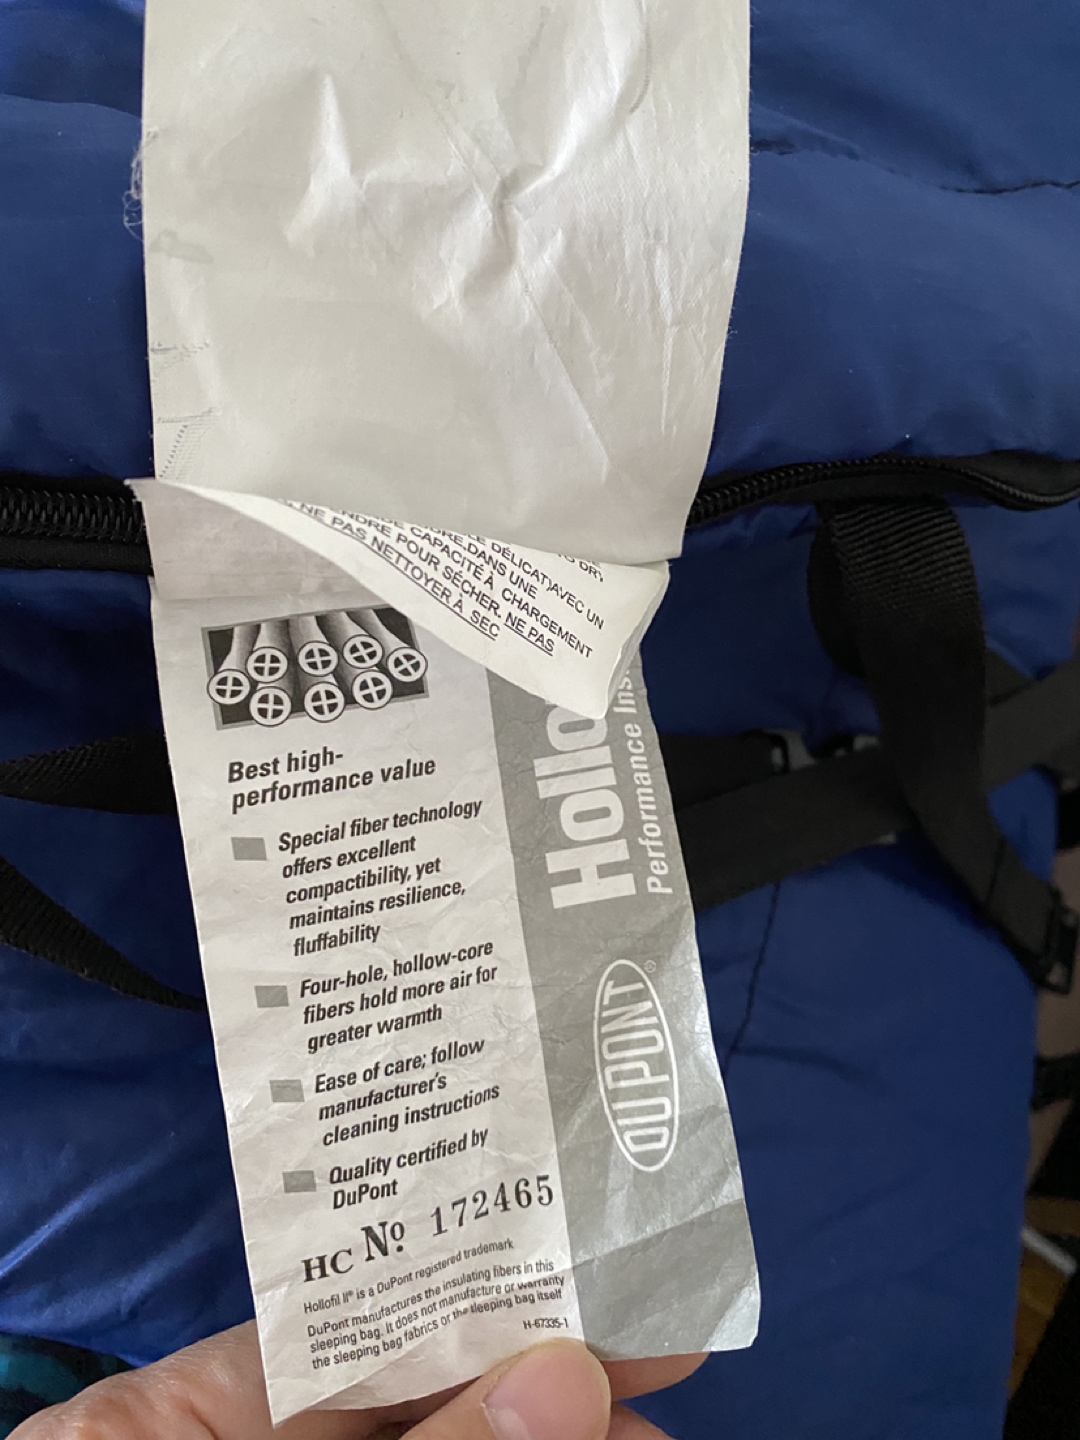 DÉLICAT)AVEC UN
DANS UNE
CAPACITÉ À CHARGEMENT
POUR SÉCHER. NE PAS
NE PAS NETTOYER À SEC
Best high-
performance value
Special fiber technology
offers excellent
compactibility, yet
maintains resilience,
fluffability
Four-hole, hollow-core
fibers hold more air for
greater warmth
Ease of care; follow
manufacturer's
cleaning instructions
Quality certified by
DuPont
HC Nº 172465
Hollofil II® is a DuPont registered trademark
DuPont manufactures the insulating fibers in this
sleeping bag. It does not manufacture or warranty
the sleeping bag fabrics or the sleeping bag itself
H-67335-1
Performance
DUPONT®